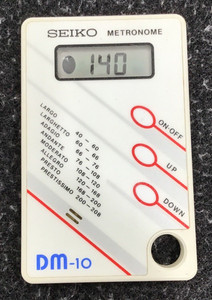 SEIKO METRONOME
140
LARGO 40-60
LARGHETTO 60-66
ADAGIO 66-76
ANDANTE 76-108
MODERATO 108-120
ALLEGRO 120-168
PRESTO 168-200
PRESTISSIMO 200-208
ON·OFF
UP
DOWN
DM-10